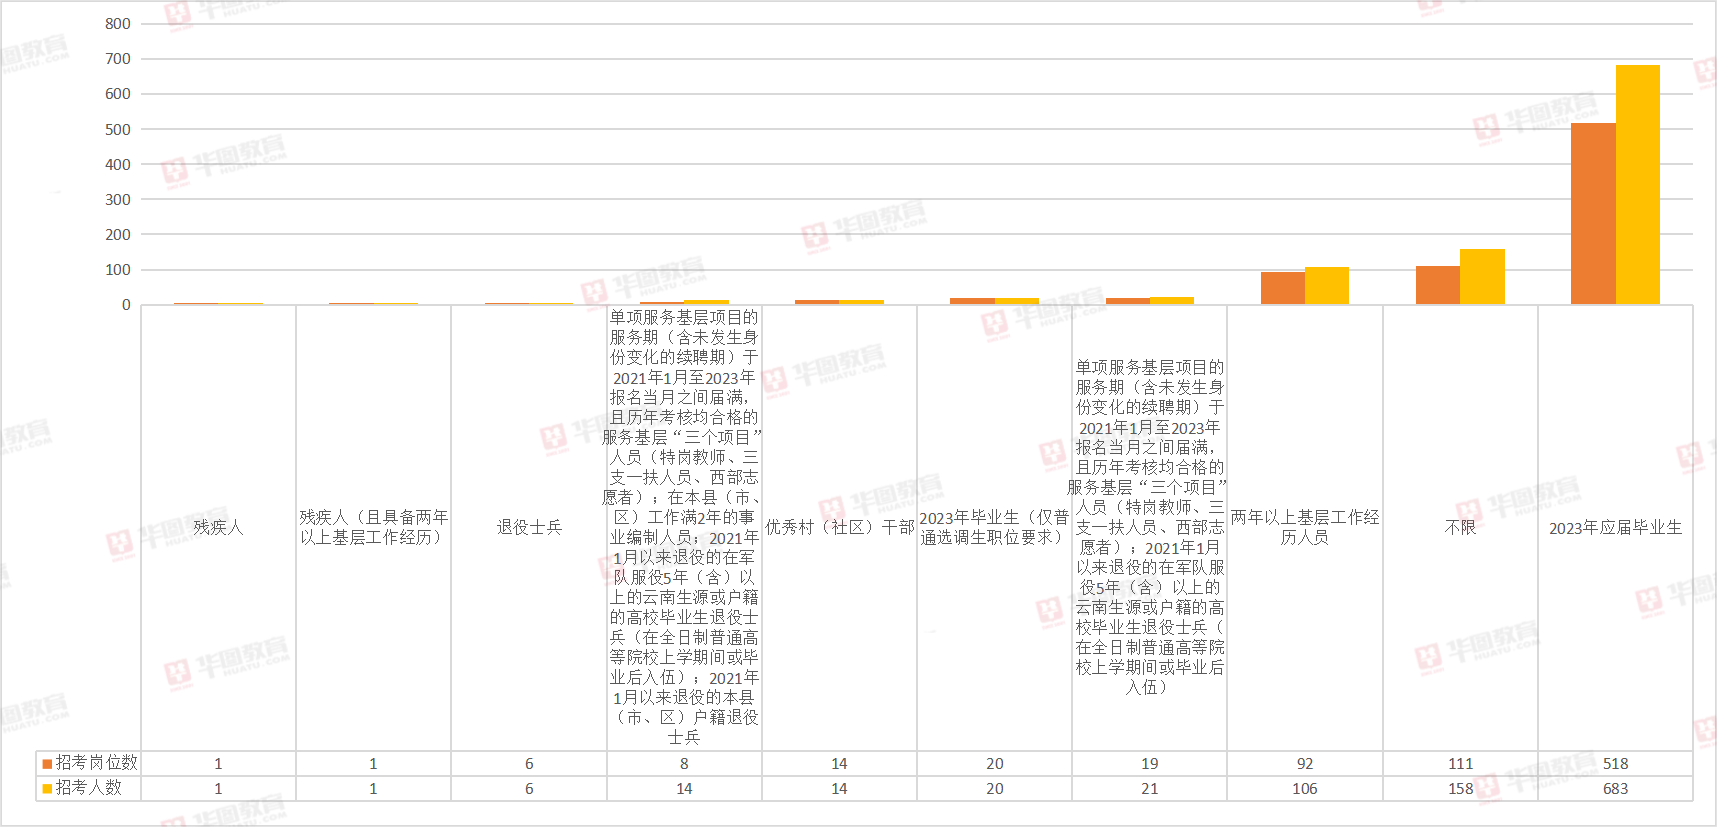 800
700
600
500
400
300
200
100
0
残疾人
残疾人（且具备两年
以上基层工作经历）
退役士兵
单项服务基层项目的
服务期（含未发生身
份变化的续聘期）于
2021年1月至2023年
报名当月之间届满，
且历年考核均合格的
服务基层“三个项目”
人员（特岗教师、三
支一扶人员、西部志
愿者）；在本县（市、
区）工作满2年的事
业编制人员；2021年
1月以来退役的在军
队服役5年（含）以
上的云南生源或户籍
的高校毕业生退役士
兵（在全日制普通高
等院校上学期间或毕
业后入伍）；2021年
1月以来退役的本县
（市、区）户籍退役
士兵
优秀村（社区）干部
2023年毕业生（仅普
通选调生职位要求）
单项服务基层项目的
服务期（含未发生身
份变化的续聘期）于
2021年1月至2023年
报名当月之间届满，
且历年考核均合格的
服务基层“三个项目”
人员（特岗教师、三
支一扶人员、西部志
愿者）；2021年1月
以来退役的在军队服
役5年（含）以上的
云南生源或户籍的高
校毕业生退役士兵（
在全日制普通高等院
校上学期间或毕业后
入伍）
两年以上基层工作经
历人员
不限
2023年应届毕业生
招考岗位数 1 1 6 8 14 20 19 92 111 518
招考人数 1 1 6 14 14 20 21 106 158 683
华图教育
HUATU.COM